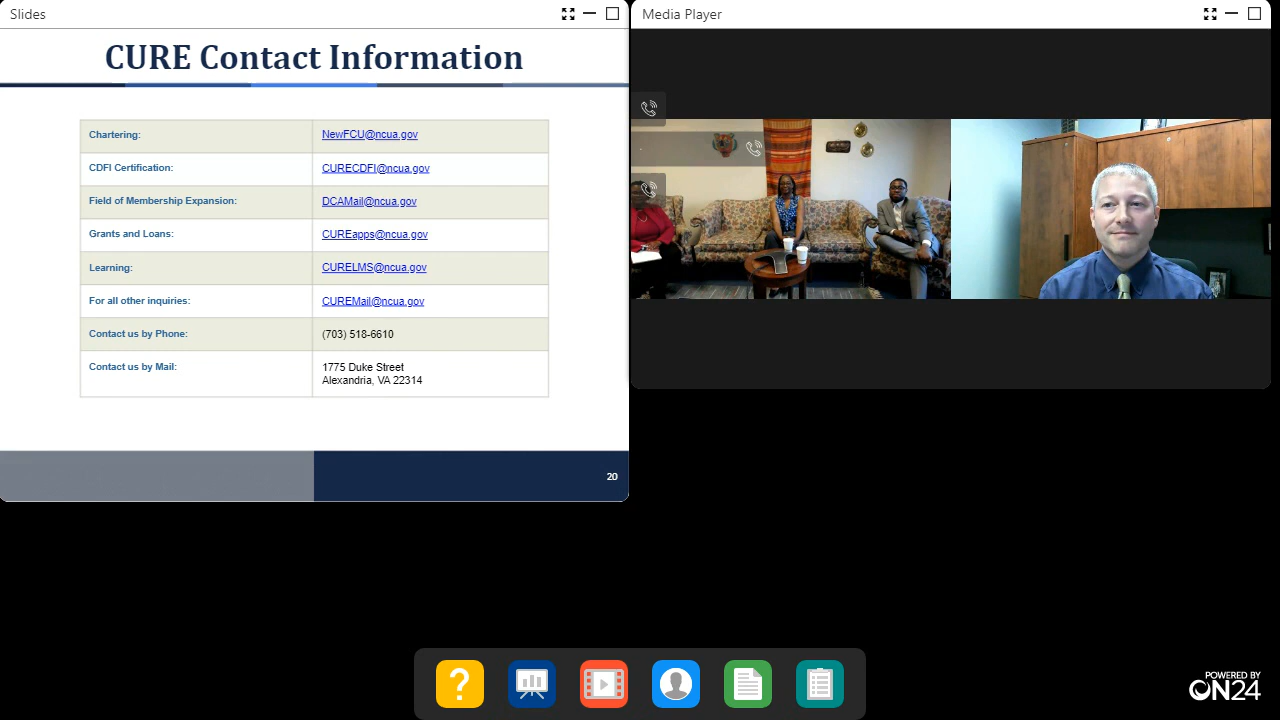 Slides
Media Player
CURE Contact Information
Chartering: NewFCU@ncua.gov
CDFI Certification: CURECDFI@ncua.gov
Field of Membership Expansion: DCAMail@ncua.gov
Grants and Loans: CUREapps@ncua.gov
Learning: CURELMS@ncua.gov
For all other inquiries: CUREMail@ncua.gov
Contact us by Phone: (703) 518-6610
Contact us by Mail: 1775 Duke Street
Alexandria, VA 22314
20
?
POWERED BY
ON24